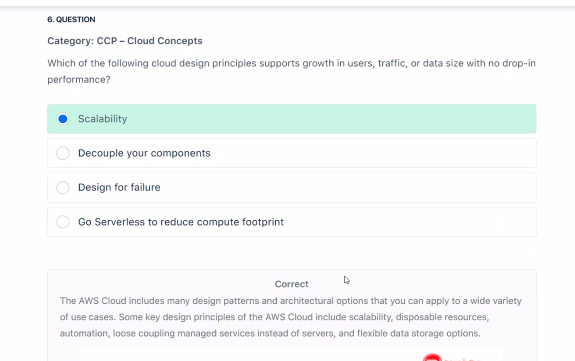 6. QUESTION
Category: CCP – Cloud Concepts
Which of the following cloud design principles supports growth in users, traffic, or data size with no drop-in
performance?
Scalability
Decouple your components
Design for failure
Go Serverless to reduce compute footprint
Correct
The AWS Cloud includes many design patterns and architectural options that you can apply to a wide variety
of use cases. Some key design principles of the AWS Cloud include scalability, disposable resources,
automation, loose coupling managed services instead of servers, and flexible data storage options.